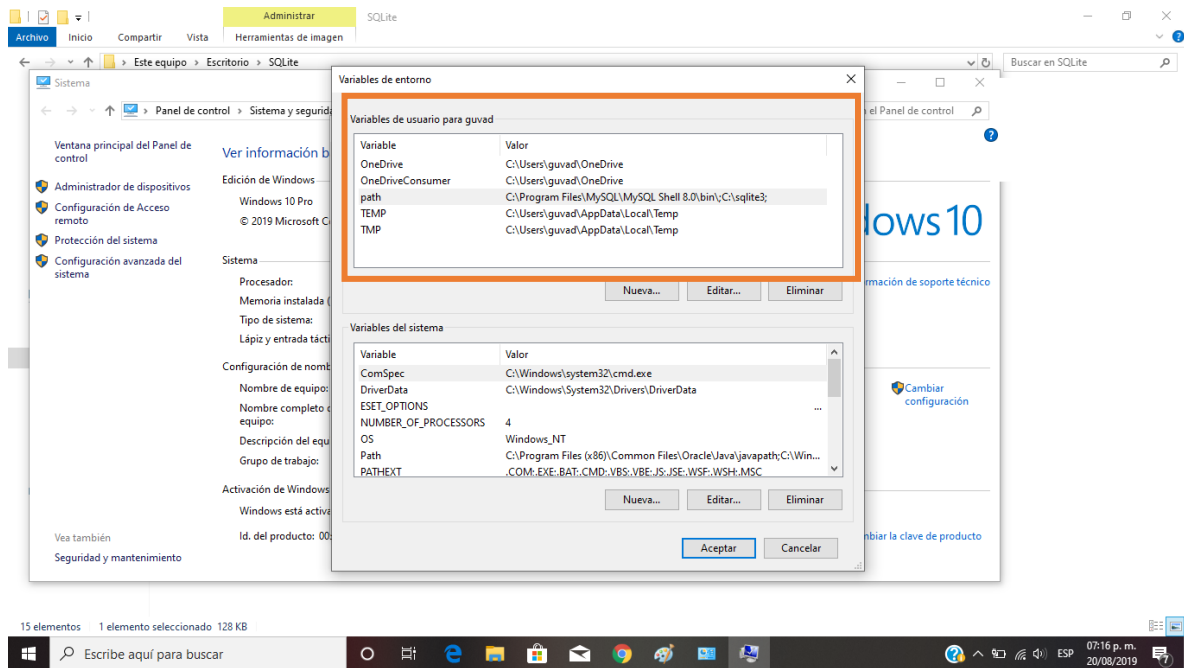 Administrar
SQLite
Archivo Inicio Compartir Vista Herramientas de imagen
Este equipo > Escritorio > SQLite
Buscar en SQLite
Sistema
Panel de control > Sistema y segurida
el Panel de control
Ventana principal del Panel de control
Administrador de dispositivos
Configuración de Acceso remoto
Protección del sistema
Configuración avanzada del sistema
Vea también
Seguridad y mantenimiento
Ver información b
Edición de Windows
Windows 10 Pro
© 2019 Microsoft C
Sistema
Procesador:
Memoria instalada (
Tipo de sistema:
Lápiz y entrada tácti
Configuración de nomb
Nombre de equipo:
Nombre completo d
equipo:
Descripción del equ
Grupo de trabajo:
Activación de Windows
Windows está activa
Id. del producto: 00
Variables de entorno
Variables de usuario para guvad
Variable Valor
OneDrive C:\Users\guvad\OneDrive
OneDriveConsumer C:\Users\guvad\OneDrive
path C:\Program Files\MySQL\MySQL Shell 8.0\bin\;C:\sqlite3;
TEMP C:\Users\guvad\AppData\Local\Temp
TMP C:\Users\guvad\AppData\Local\Temp
Nueva... Editar... Eliminar
Variables del sistema
Variable Valor
ComSpec C:\Windows\system32\cmd.exe
DriverData C:\Windows\System32\Drivers\DriverData
ESET_OPTIONS ...
NUMBER_OF_PROCESSORS 4
OS Windows_NT
Path C:\Program Files (x86)\Common Files\Oracle\Java\javapath;C:\Win...
PATHEXT .COM;.EXE;.BAT;.CMD;.VBS;.VBE;.JS;.JSE;.WSF;.WSH;.MSC
Nueva... Editar... Eliminar
Aceptar Cancelar
dows 10
rmación de soporte técnico
Cambiar
configuración
mbiar la clave de producto
15 elementos 1 elemento seleccionado 128 KB
Escribe aquí para buscar
ESP
07:16 p. m.
20/08/2019